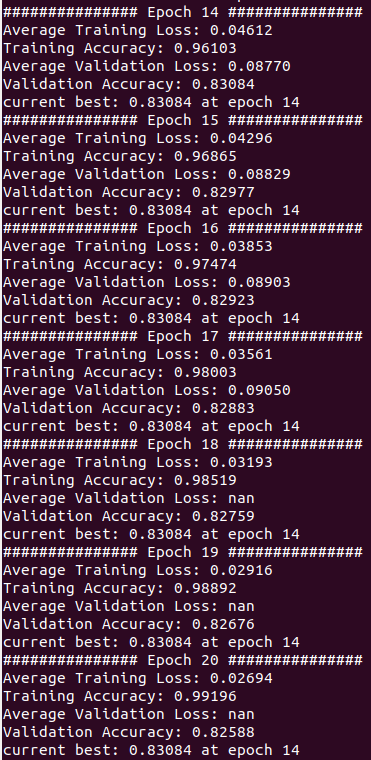 ############### Epoch 14 ###############
Average Training Loss: 0.04612
Training Accuracy: 0.96103
Average Validation Loss: 0.08770
Validation Accuracy: 0.83084
current best: 0.83084 at epoch 14
############### Epoch 15 ###############
Average Training Loss: 0.04296
Training Accuracy: 0.96865
Average Validation Loss: 0.08829
Validation Accuracy: 0.82977
current best: 0.83084 at epoch 14
############### Epoch 16 ###############
Average Training Loss: 0.03853
Training Accuracy: 0.97474
Average Validation Loss: 0.08903
Validation Accuracy: 0.82923
current best: 0.83084 at epoch 14
############### Epoch 17 ###############
Average Training Loss: 0.03561
Training Accuracy: 0.98003
Average Validation Loss: 0.09050
Validation Accuracy: 0.82883
current best: 0.83084 at epoch 14
############### Epoch 18 ###############
Average Training Loss: 0.03193
Training Accuracy: 0.98519
Average Validation Loss: nan
Validation Accuracy: 0.82759
current best: 0.83084 at epoch 14
############### Epoch 19 ###############
Average Training Loss: 0.02916
Training Accuracy: 0.98892
Average Validation Loss: nan
Validation Accuracy: 0.82676
current best: 0.83084 at epoch 14
############### Epoch 20 ###############
Average Training Loss: 0.02694
Training Accuracy: 0.99196
Average Validation Loss: nan
Validation Accuracy: 0.82588
current best: 0.83084 at epoch 14